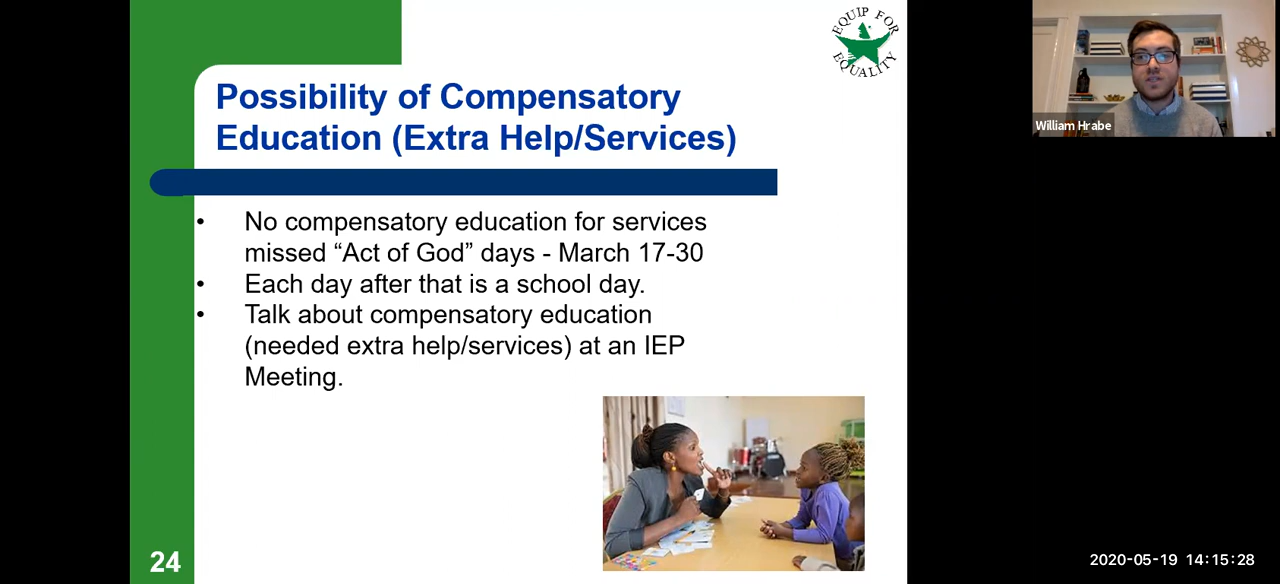 EQUIP FOR
EQUALITY
Possibility of Compensatory
Education (Extra Help/Services)
• No compensatory education for services
missed “Act of God” days - March 17-30
• Each day after that is a school day.
• Talk about compensatory education
(needed extra help/services) at an IEP
Meeting.
24
William Hrabe
2020-05-19 14:15:28